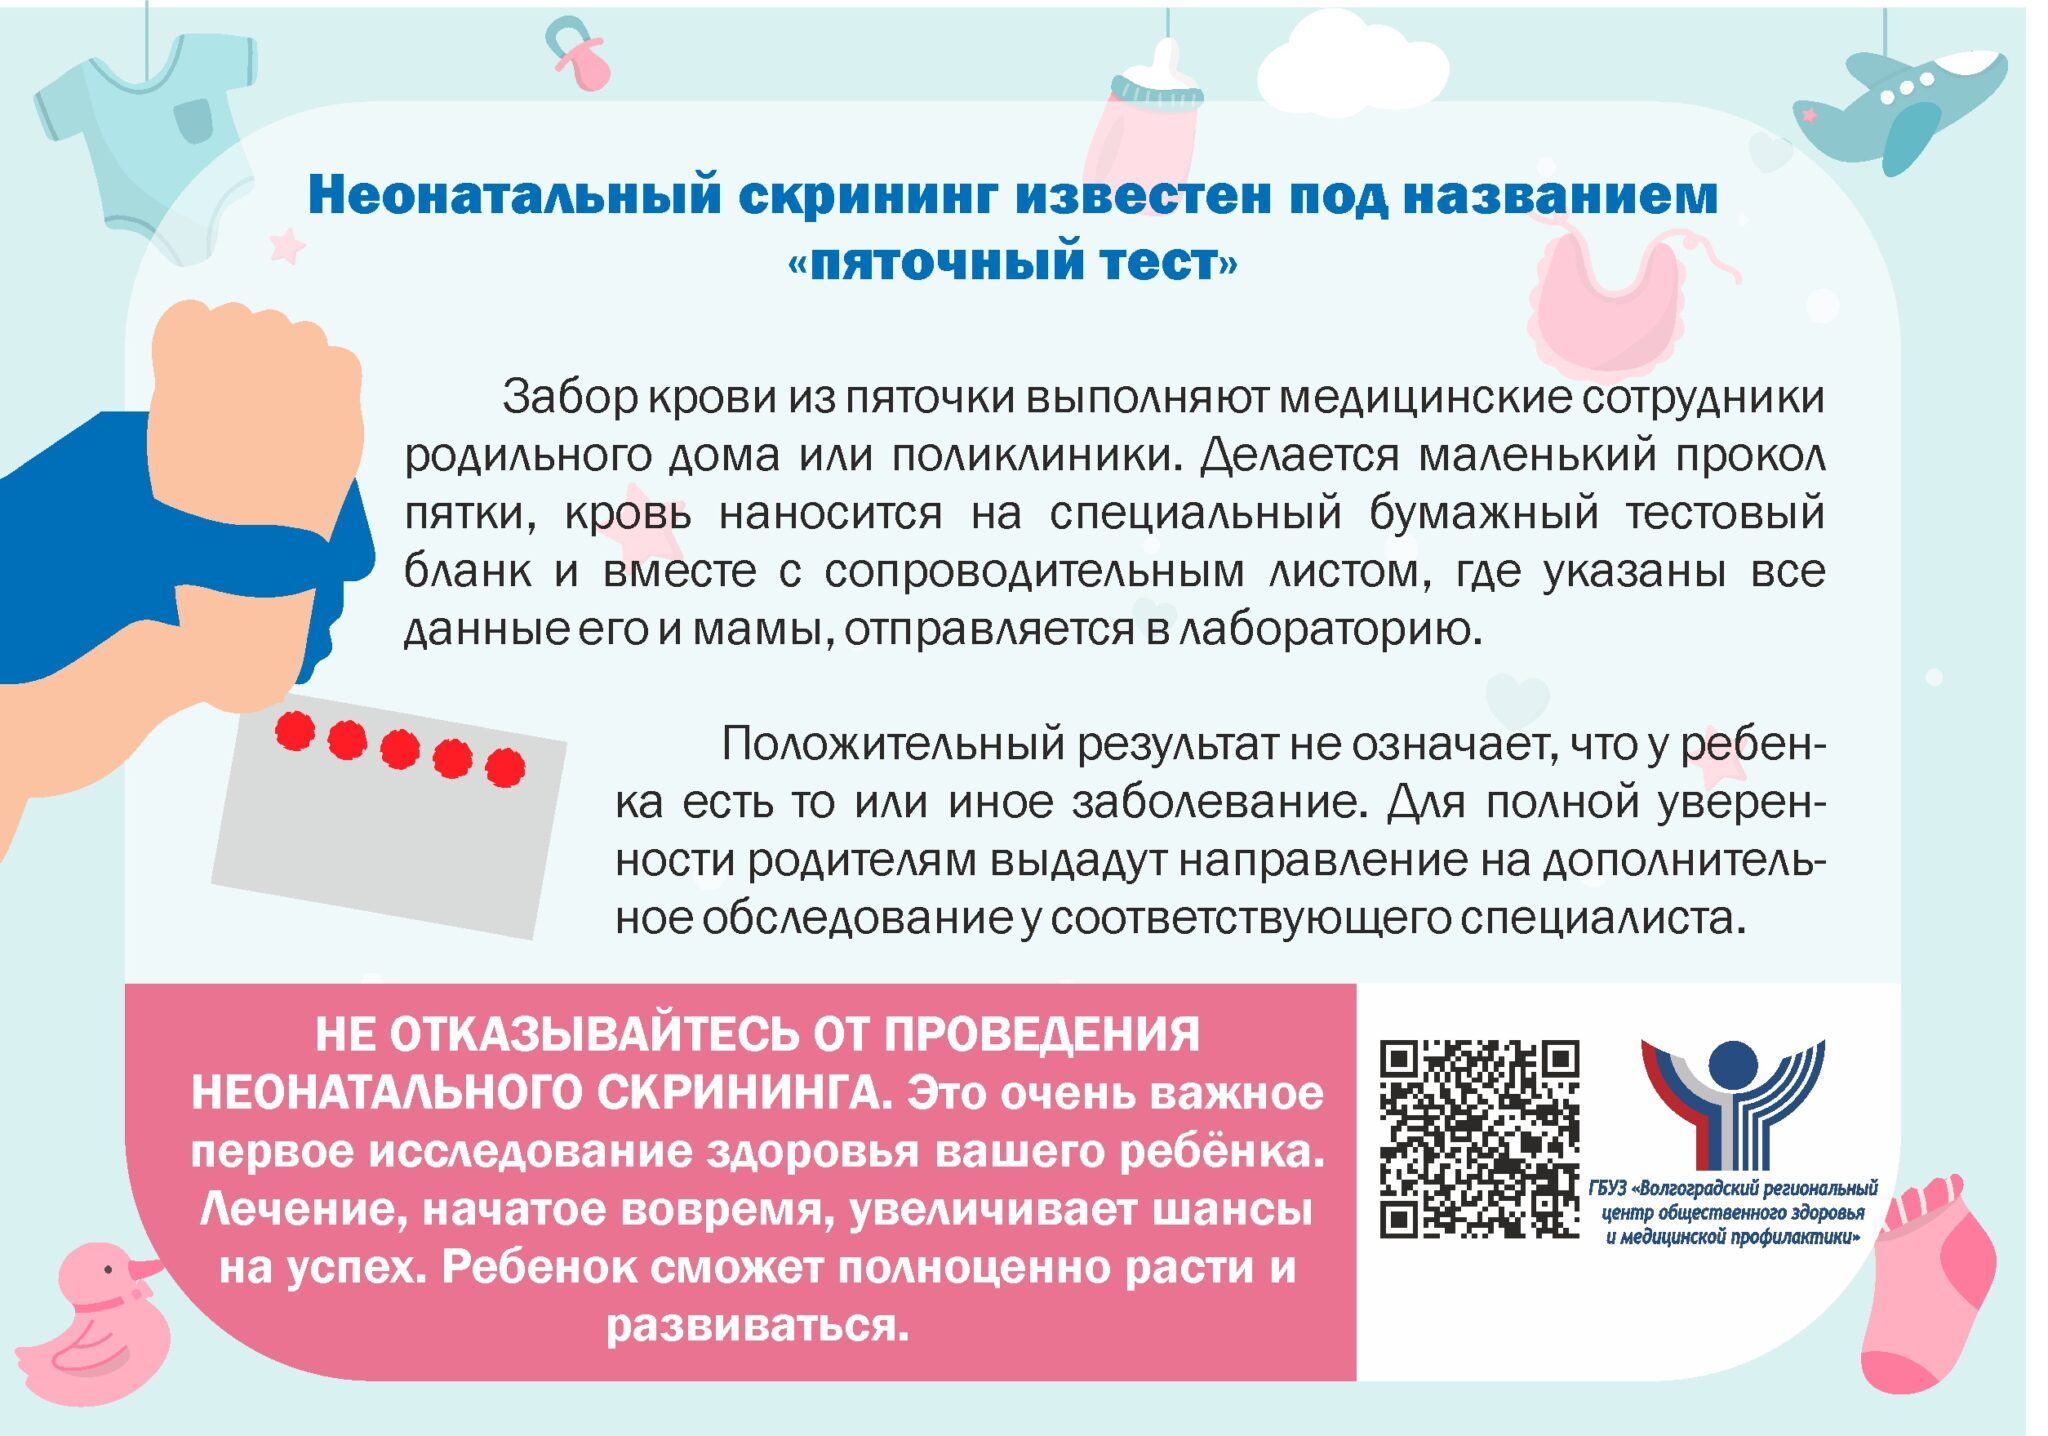 Неонатальный скрининг известен под названием
«пяточный тест»
Забор крови из пяточки выполняют медицинские сотрудники
родильного дома или поликлиники. Делается маленький прокол
пятки, кровь наносится на специальный бумажный тестовый
бланк и вместе с сопроводительным листом, где указаны все
данные его и мамы, отправляется в лабораторию.
Положительный результат не означает, что у ребен-
ка есть то или иное заболевание. Для полной уверен-
ности родителям выдадут направление на дополнитель-
ное обследование у соответствующего специалиста.
НЕ ОТКАЗЫВАЙТЕСЬ ОТ ПРОВЕДЕНИЯ
НЕОНАТАЛЬНОГО СКРИНИНГА. Это очень важное
первое исследование здоровья вашего ребёнка.
Лечение, начатое вовремя, увеличивает шансы
на успех. Ребенок сможет полноценно расти и
развиваться.
ГБУЗ «Волгоградский региональный
центр общественного здоровья
и медицинской профилактики»